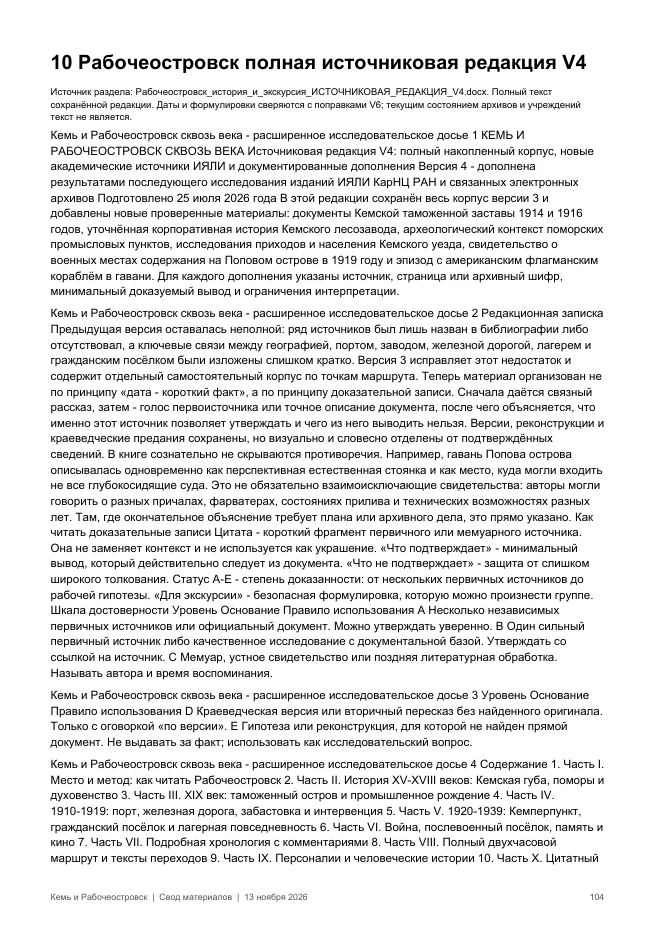 10 Рабочеостровск полная источниковая редакция V4
Источник раздела: Рабочеостровск_история_и_экскурсия_ИСТОЧНИКОВАЯ_РЕДАКЦИЯ_V4.docx. Полный текст
сохранённой редакции. Даты и формулировки сверяются с поправками V6; текущим состоянием архивов и учреждений
текст не является.
Кемь и Рабочеостровск сквозь века - расширенное исследовательское досье 1 КЕМЬ И
РАБОЧЕОСТРОВСК СКВОЗЬ ВЕКА Источниковая редакция V4: полный накопленный корпус, новые
академические источники ИЯЛИ и документированные дополнения Версия 4 - дополнена
результатами последующего исследования изданий ИЯЛИ КарНЦ РАН и связанных электронных
архивов Подготовлено 25 июля 2026 года В этой редакции сохранён весь корпус версии 3 и
добавлены новые проверенные материалы: документы Кемской таможенной заставы 1914 и 1916
годов, уточнённая корпоративная история Кемского лесозавода, археологический контекст поморских
промысловых пунктов, исследования приходов и населения Кемского уезда, свидетельство о
военных местах содержания на Поповом острове в 1919 году и эпизод с американским флагманским
кораблём в гавани. Для каждого дополнения указаны источник, страница или архивный шифр,
минимальный доказуемый вывод и ограничения интерпретации.
Кемь и Рабочеостровск сквозь века - расширенное исследовательское досье 2 Редакционная записка
Предыдущая версия оставалась неполной: ряд источников был лишь назван в библиографии либо
отсутствовал, а ключевые связи между географией, портом, заводом, железной дорогой, лагерем и
гражданским посёлком были изложены слишком кратко. Версия 3 исправляет этот недостаток и
содержит отдельный самостоятельный корпус по точкам маршрута. Теперь материал организован не
по принципу «дата - короткий факт», а по принципу доказательной записи. Сначала даётся связный
рассказ, затем - голос первоисточника или точное описание документа, после чего объясняется, что
именно этот источник позволяет утверждать и чего из него выводить нельзя. Версии, реконструкции и
краеведческие предания сохранены, но визуально и словесно отделены от подтверждённых
сведений. В книге сознательно не скрываются противоречия. Например, гавань Попова острова
описывалась одновременно как перспективная естественная стоянка и как место, куда могли входить
не все глубокосидящие суда. Это не обязательно взаимоисключающие свидетельства: авторы могли
говорить о разных причалах, фарватерах, состояниях прилива и технических возможностях разных
лет. Там, где окончательное объяснение требует плана или архивного дела, это прямо указано. Как
читать доказательные записи Цитата - короткий фрагмент первичного или мемуарного источника.
Она не заменяет контекст и не используется как украшение. «Что подтверждает» - минимальный
вывод, который действительно следует из документа. «Что не подтверждает» - защита от слишком
широкого толкования. Статус A-E - степень доказанности: от нескольких первичных источников до
рабочей гипотезы. «Для экскурсии» - безопасная формулировка, которую можно произнести группе.
Шкала достоверности Уровень Основание Правило использования A Несколько независимых
первичных источников или официальный документ. Можно утверждать уверенно. B Один сильный
первичный источник либо качественное исследование с документальной базой. Утверждать со
ссылкой на источник. C Мемуар, устное свидетельство или поздняя литературная обработка.
Называть автора и время воспоминания.
Кемь и Рабочеостровск сквозь века - расширенное исследовательское досье 3 Уровень Основание
Правило использования D Краеведческая версия или вторичный пересказ без найденного оригинала.
Только с оговоркой «по версии». E Гипотеза или реконструкция, для которой не найден прямой
документ. Не выдавать за факт; использовать как исследовательский вопрос.
Кемь и Рабочеостровск сквозь века - расширенное исследовательское досье 4 Содержание 1. Часть I.
Место и метод: как читать Рабочеостровск 2. Часть II. История XV-XVIII веков: Кемская губа, поморы и
духовенство 3. Часть III. XIX век: таможенный остров и промышленное рождение 4. Часть IV.
1910-1919: порт, железная дорога, забастовка и интервенция 5. Часть V. 1920-1939: Кемперпункт,
гражданский посёлок и лагерная повседневность 6. Часть VI. Война, послевоенный посёлок, память и
кино 7. Часть VII. Подробная хронология с комментариями 8. Часть VIII. Полный двухчасовой
маршрут и тексты переходов 9. Часть IX. Персоналии и человеческие истории 10. Часть X. Цитатный
Кемь и Рабочеостровск | Свод материалов | 13 ноября 2026
104